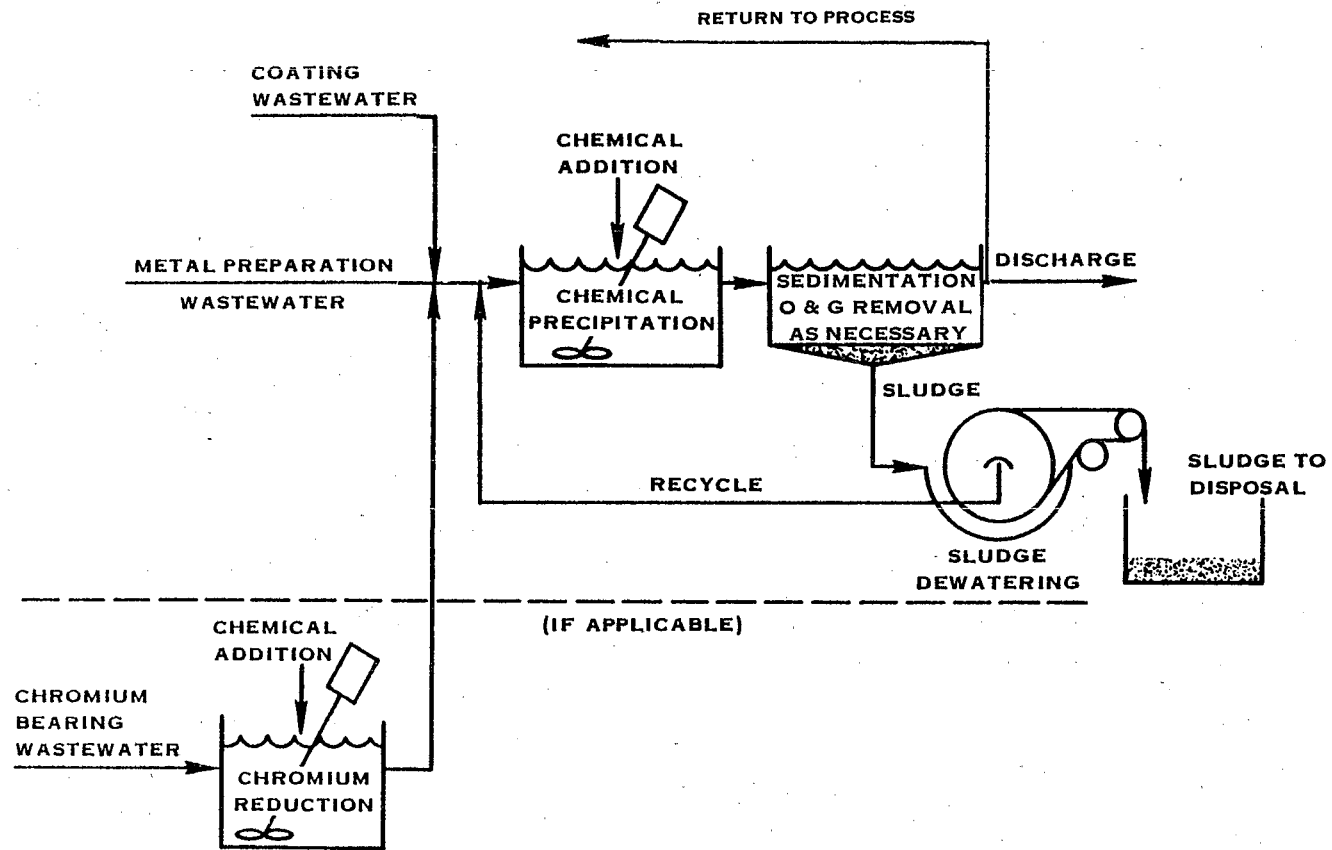 RETURN TO PROCESS
COATING
WASTEWATER
CHEMICAL
ADDITION
METAL PREPARATION
WASTEWATER
CHEMICAL
PRECIPITATION
SEDIMENTATION
O & G REMOVAL
AS NECESSARY
DISCHARGE
SLUDGE
RECYCLE
SLUDGE TO
DISPOSAL
SLUDGE
DEWATERING
(IF APPLICABLE)
CHEMICAL
ADDITION
CHROMIUM
BEARING
WASTEWATER
CHROMIUM
REDUCTION